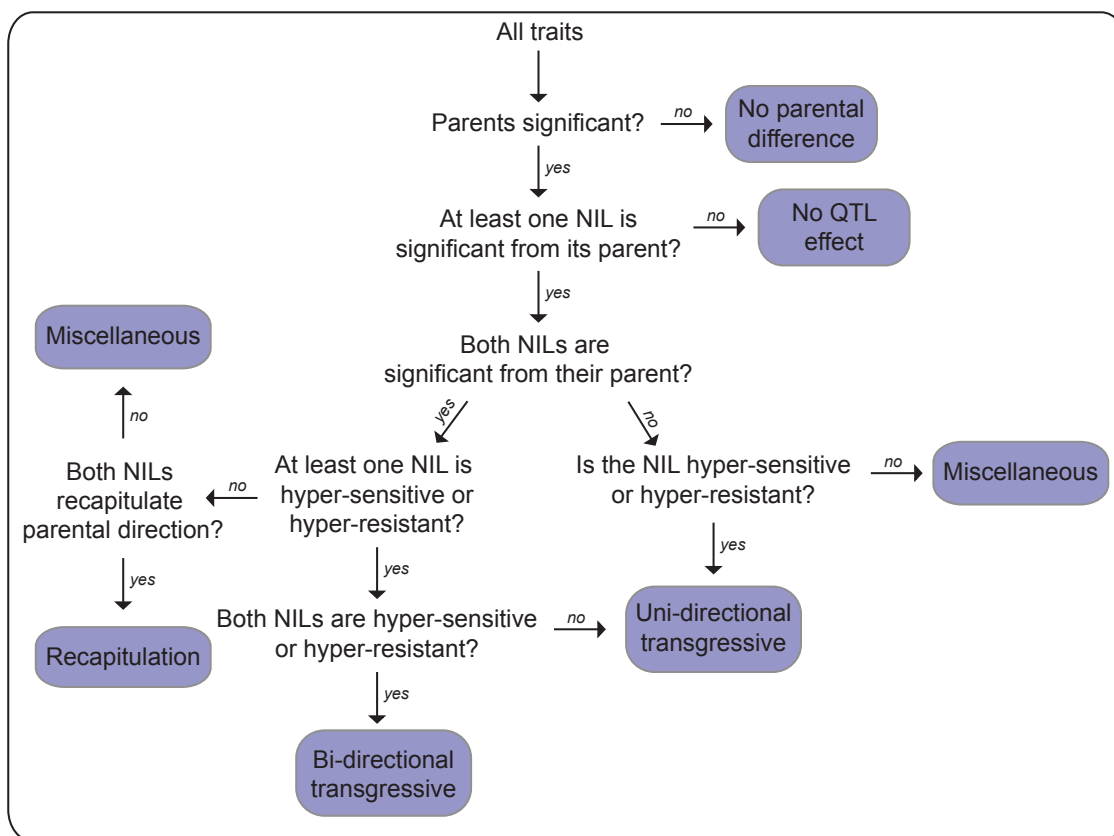 All traits
Parents significant?
no
No parental
difference
yes
At least one NIL is
significant from its parent?
no
No QTL
effect
yes
Both NILs are
significant from their parent?
yes
no
At least one NIL is
hyper-sensitive or
hyper-resistant?
no
Both NILs
recapitulate
parental direction?
no
Miscellaneous
yes
Recapitulation
yes
Both NILs are hyper-sensitive
or hyper-resistant?
no
yes
Bi-directional
transgressive
Is the NIL hyper-sensitive
or hyper-resistant?
no
Miscellaneous
yes
Uni-directional
transgressive